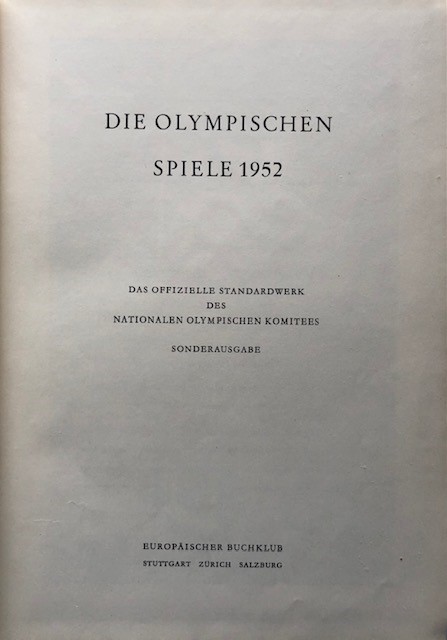 DIE OLYMPISCHEN
SPIELE 1952
DAS OFFIZIELLE STANDARDWERK
DES
NATIONALEN OLYMPISCHEN KOMITEES
SONDERAUSGABE
EUROPÄISCHER BUCHKLUB
STUTTGART ZÜRICH SALZBURG